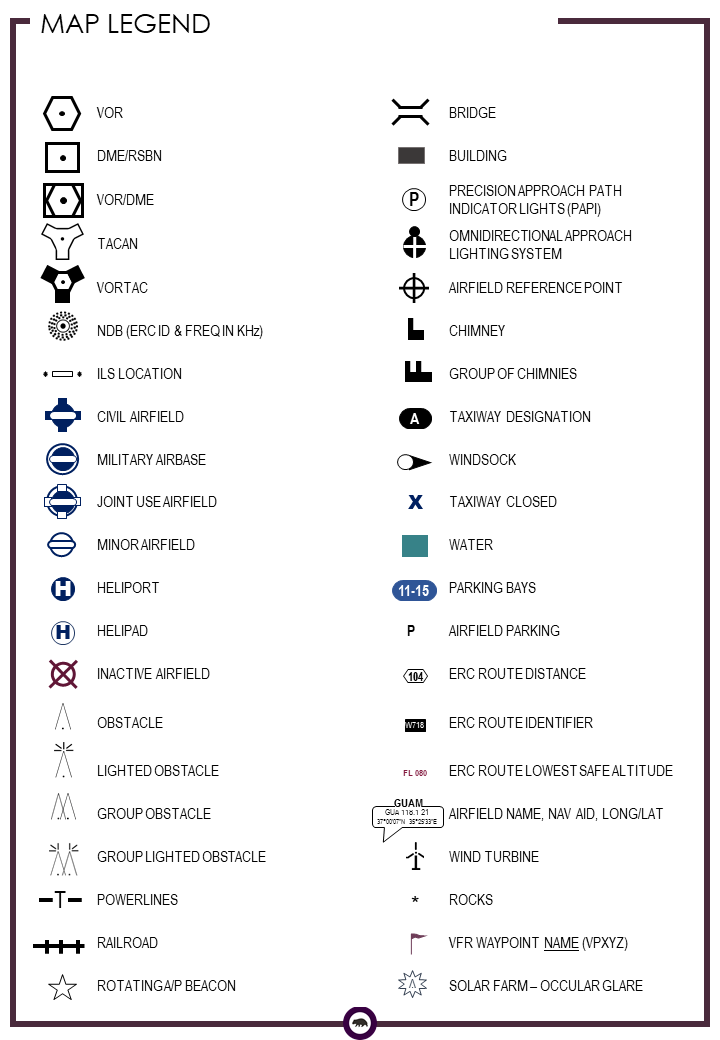 MAP LEGEND
VOR
DME/RSBN
VOR/DME
TACAN
VORTAC
NDB (ERC ID & FREQ IN KHz)
ILS LOCATION
CIVIL AIRFIELD
MILITARY AIRBASE
JOINT USE AIRFIELD
MINOR AIRFIELD
H HELIPORT
H HELIPAD
INACTIVE AIRFIELD
OBSTACLE
LIGHTED OBSTACLE
GROUP OBSTACLE
GROUP LIGHTED OBSTACLE
T POWERLINES
RAILROAD
ROTATING A/P BEACON
BRIDGE
BUILDING
P PRECISION APPROACH PATH
INDICATOR LIGHTS (PAPI)
OMNIDIRECTIONAL APPROACH
LIGHTING SYSTEM
AIRFIELD REFERENCE POINT
CHIMNEY
GROUP OF CHIMNIES
A TAXIWAY DESIGNATION
WINDSOCK
X TAXIWAY CLOSED
WATER
11-15 PARKING BAYS
P AIRFIELD PARKING
104 ERC ROUTE DISTANCE
W718 ERC ROUTE IDENTIFIER
FL 080 ERC ROUTE LOWEST SAFE ALTITUDE
GUAM
GUA 116.1 21
37°00'07"N 35°25'33"E
AIRFIELD NAME, NAV AID, LONG/LAT
WIND TURBINE
* ROCKS
VFR WAYPOINT NAME (VPXYZ)
SOLAR FARM – OCCULAR GLARE